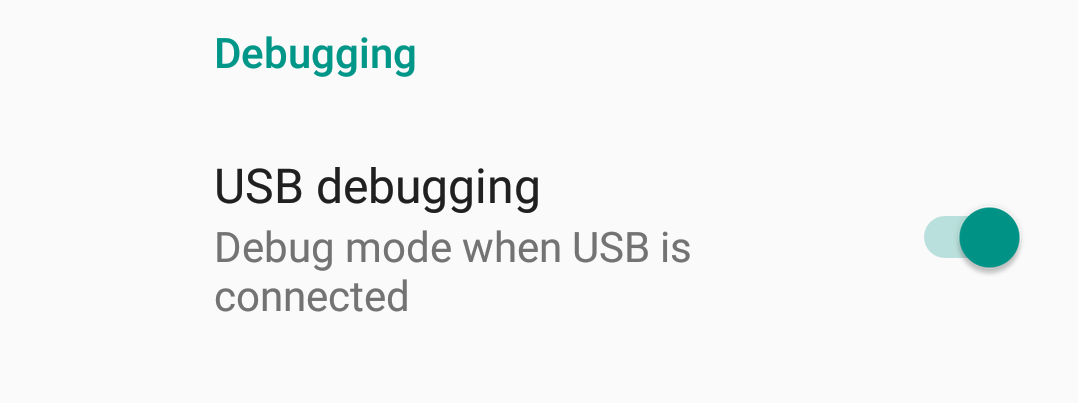 Debugging
USB debugging
Debug mode when USB is
connected